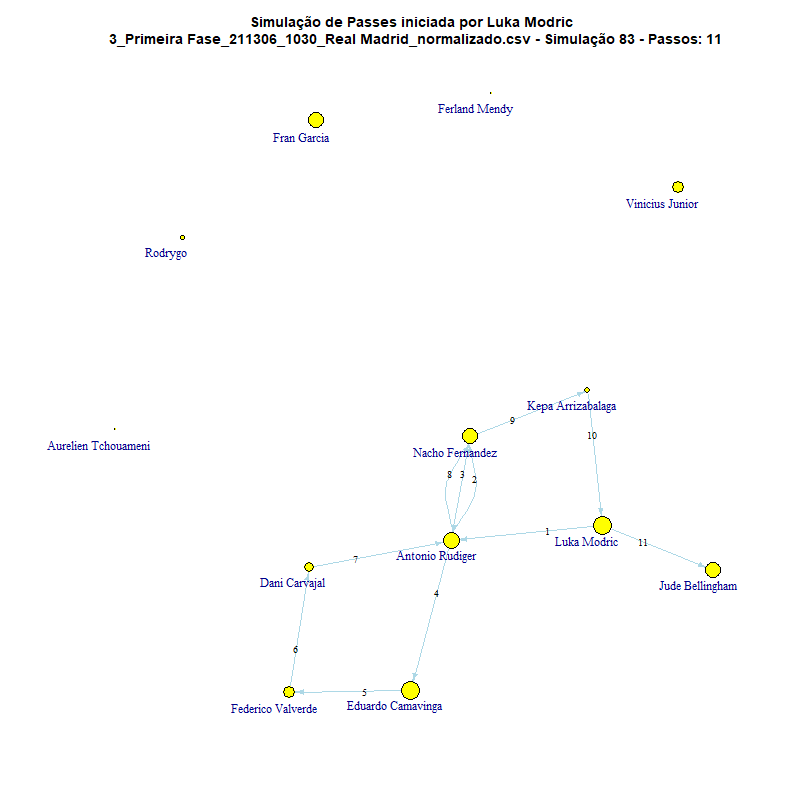 Simulação de Passes iniciada por Luka Modric
3_Primeira Fase_211306_1030_Real Madrid_normalizado.csv - Simulação 83 - Passos: 11
Ferland Mendy
Fran Garcia
Vinicius Junior
Rodrygo
Kepa Arrizabalaga
9
10
Aurelien Tchouameni
Nacho Fernandez
8
3
2
1
11
Luka Modric
Antonio Rudiger
7
Dani Carvajal
Jude Bellingham
4
6
5
Federico Valverde
Eduardo Camavinga